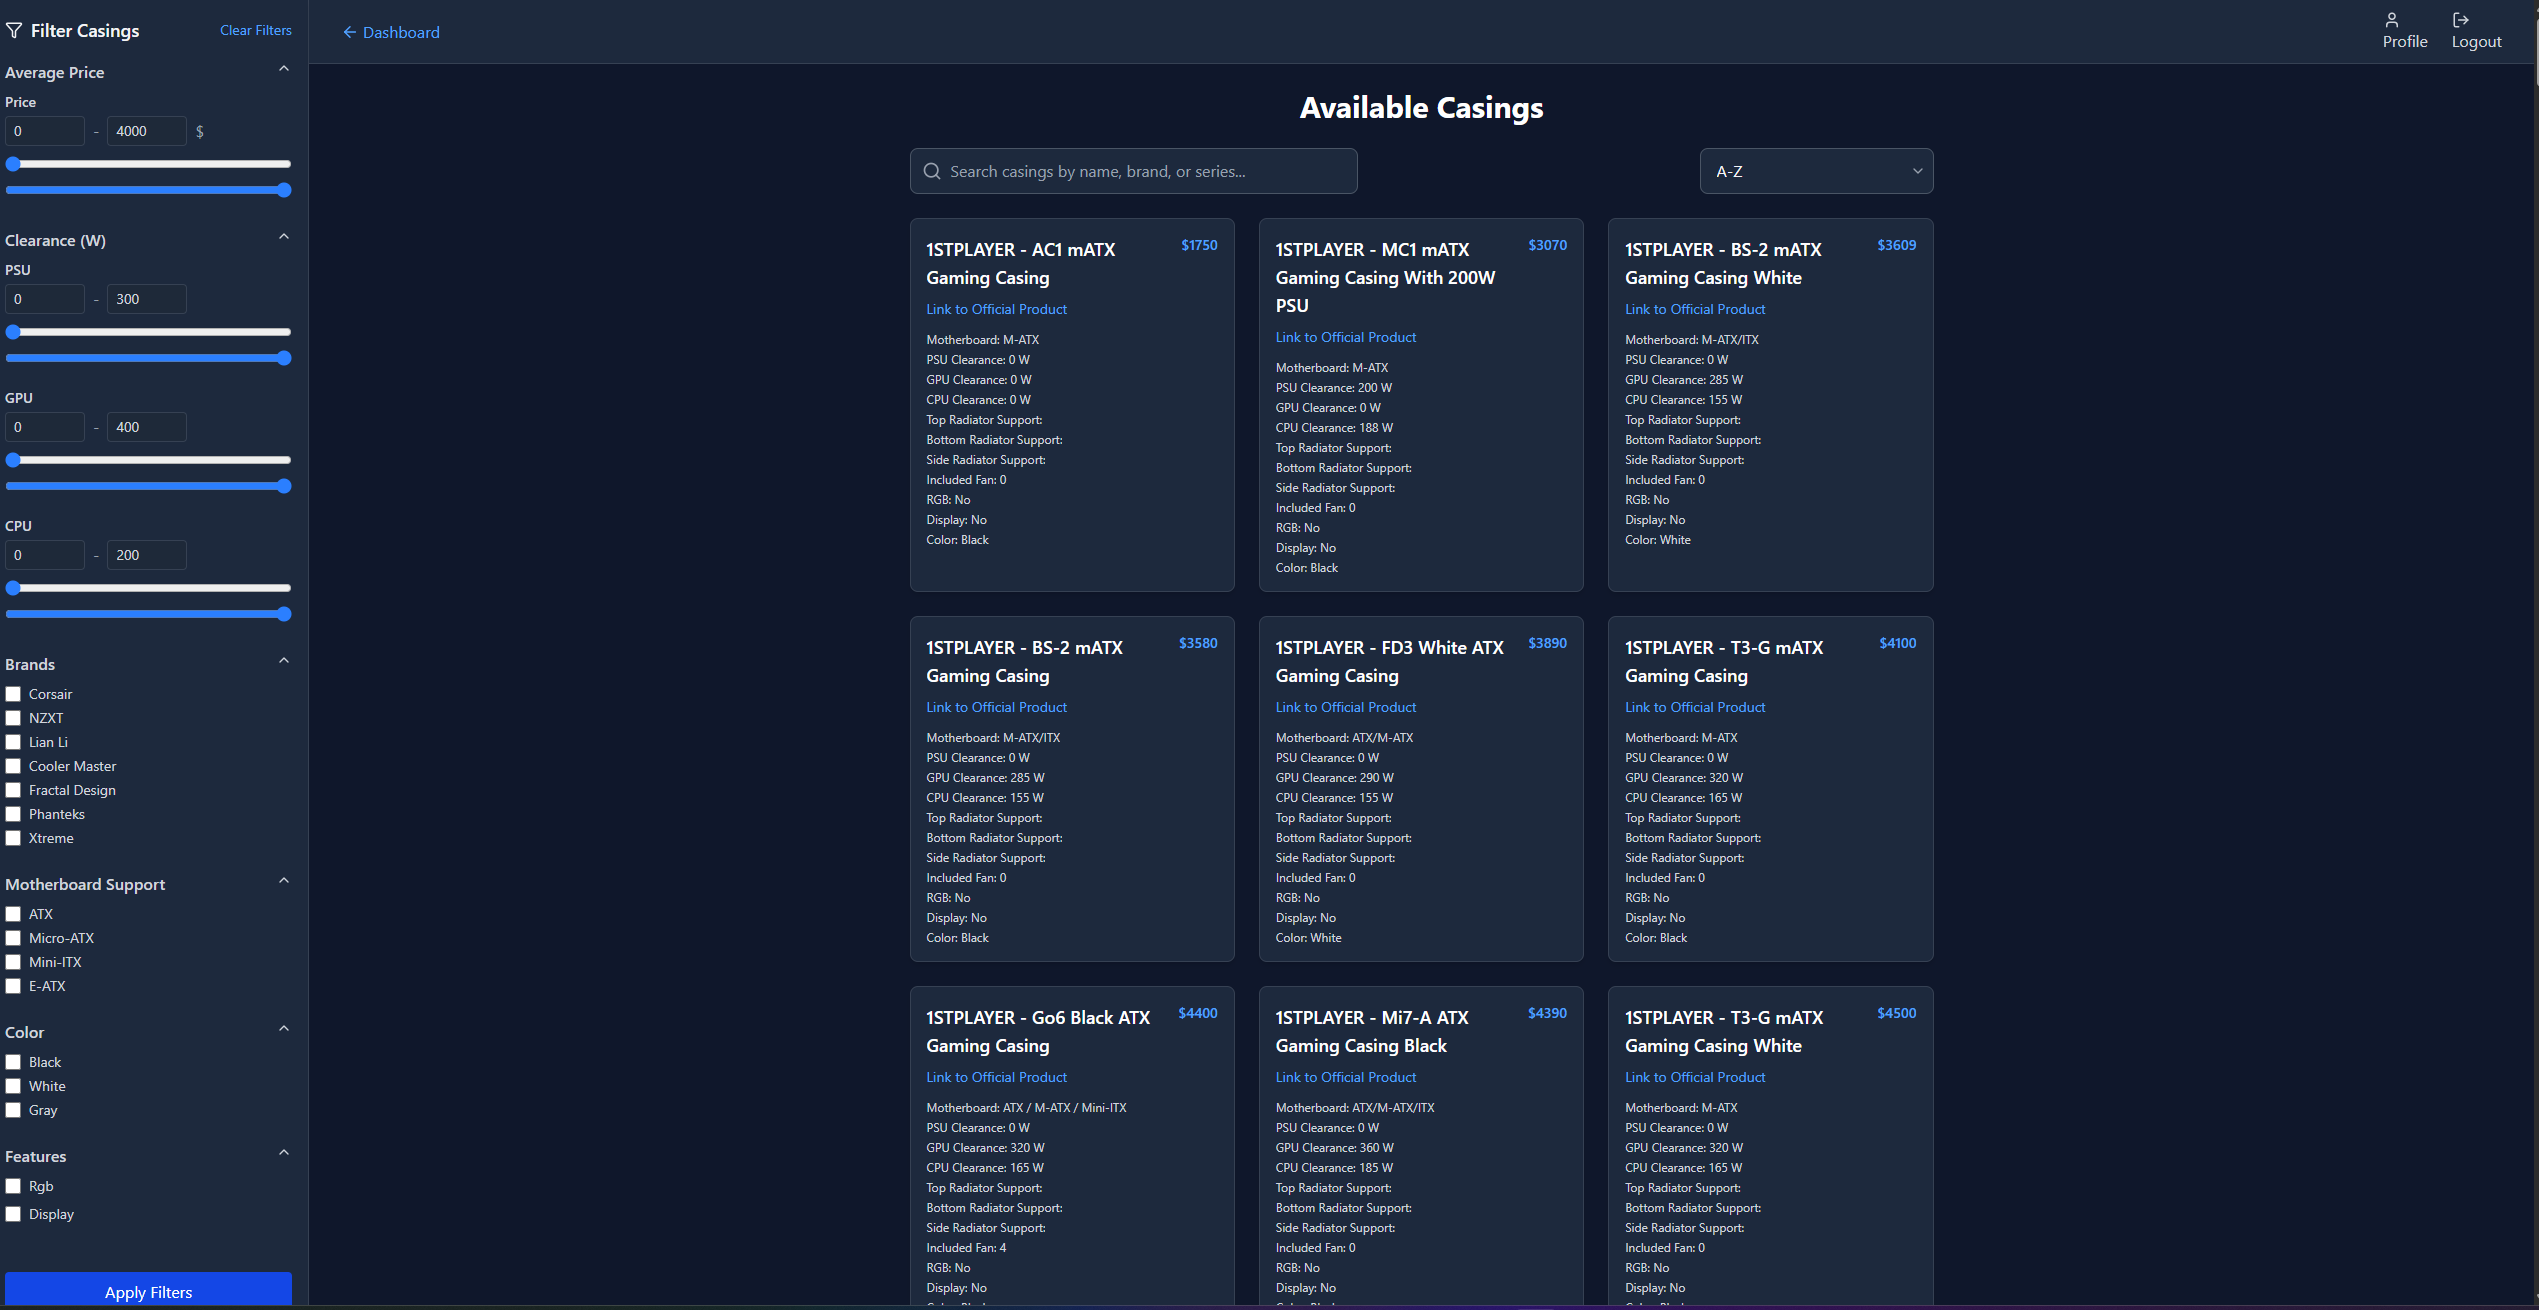 Filter Casings
Clear Filters
Average Price
Price
0 - 4000 $
Clearance (W)
PSU
0 - 300
GPU
0 - 400
CPU
0 - 200
Brands
Corsair
NZXT
Lian Li
Cooler Master
Fractal Design
Phanteks
Xtreme
Motherboard Support
ATX
Micro-ATX
Mini-ITX
E-ATX
Color
Black
White
Gray
Features
Rgb
Display
Apply Filters
← Dashboard
Profile
Logout
Available Casings
Search casings by name, brand, or series...
A-Z
1STPLAYER - AC1 mATX
Gaming Casing
$1750
Link to Official Product
Motherboard: M-ATX
PSU Clearance: 0 W
GPU Clearance: 0 W
CPU Clearance: 0 W
Top Radiator Support:
Bottom Radiator Support:
Side Radiator Support:
Included Fan: 0
RGB: No
Display: No
Color: Black
1STPLAYER - MC1 mATX
Gaming Casing With 200W
PSU
$3070
Link to Official Product
Motherboard: M-ATX
PSU Clearance: 200 W
GPU Clearance: 0 W
CPU Clearance: 188 W
Top Radiator Support:
Bottom Radiator Support:
Side Radiator Support:
Included Fan: 0
RGB: No
Display: No
Color: Black
1STPLAYER - BS-2 mATX
Gaming Casing White
$3609
Link to Official Product
Motherboard: M-ATX/ITX
PSU Clearance: 0 W
GPU Clearance: 285 W
CPU Clearance: 155 W
Top Radiator Support:
Bottom Radiator Support:
Side Radiator Support:
Included Fan: 0
RGB: No
Display: No
Color: White
1STPLAYER - BS-2 mATX
Gaming Casing
$3580
Link to Official Product
Motherboard: M-ATX/ITX
PSU Clearance: 0 W
GPU Clearance: 285 W
CPU Clearance: 155 W
Top Radiator Support:
Bottom Radiator Support:
Side Radiator Support:
Included Fan: 0
RGB: No
Display: No
Color: Black
1STPLAYER - FD3 White ATX
Gaming Casing
$3890
Link to Official Product
Motherboard: ATX/M-ATX
PSU Clearance: 0 W
GPU Clearance: 290 W
CPU Clearance: 155 W
Top Radiator Support:
Bottom Radiator Support:
Side Radiator Support:
Included Fan: 0
RGB: No
Display: No
Color: White
1STPLAYER - T3-G mATX
Gaming Casing
$4100
Link to Official Product
Motherboard: M-ATX
PSU Clearance: 0 W
GPU Clearance: 320 W
CPU Clearance: 165 W
Top Radiator Support:
Bottom Radiator Support:
Side Radiator Support:
Included Fan: 0
RGB: No
Display: No
Color: Black
1STPLAYER - Go6 Black ATX
Gaming Casing
$4400
Link to Official Product
Motherboard: ATX / M-ATX / Mini-ITX
PSU Clearance: 0 W
GPU Clearance: 320 W
CPU Clearance: 165 W
Top Radiator Support:
Bottom Radiator Support:
Side Radiator Support:
Included Fan: 4
RGB: No
Display: No
1STPLAYER - Mi7-A ATX
Gaming Casing Black
$4390
Link to Official Product
Motherboard: ATX/M-ATX/ITX
PSU Clearance: 0 W
GPU Clearance: 360 W
CPU Clearance: 185 W
Top Radiator Support:
Bottom Radiator Support:
Side Radiator Support:
Included Fan: 0
RGB: No
Display: No
1STPLAYER - T3-G mATX
Gaming Casing White
$4500
Link to Official Product
Motherboard: M-ATX
PSU Clearance: 0 W
GPU Clearance: 320 W
CPU Clearance: 165 W
Top Radiator Support:
Bottom Radiator Support:
Side Radiator Support:
Included Fan: 0
RGB: No
Display: No